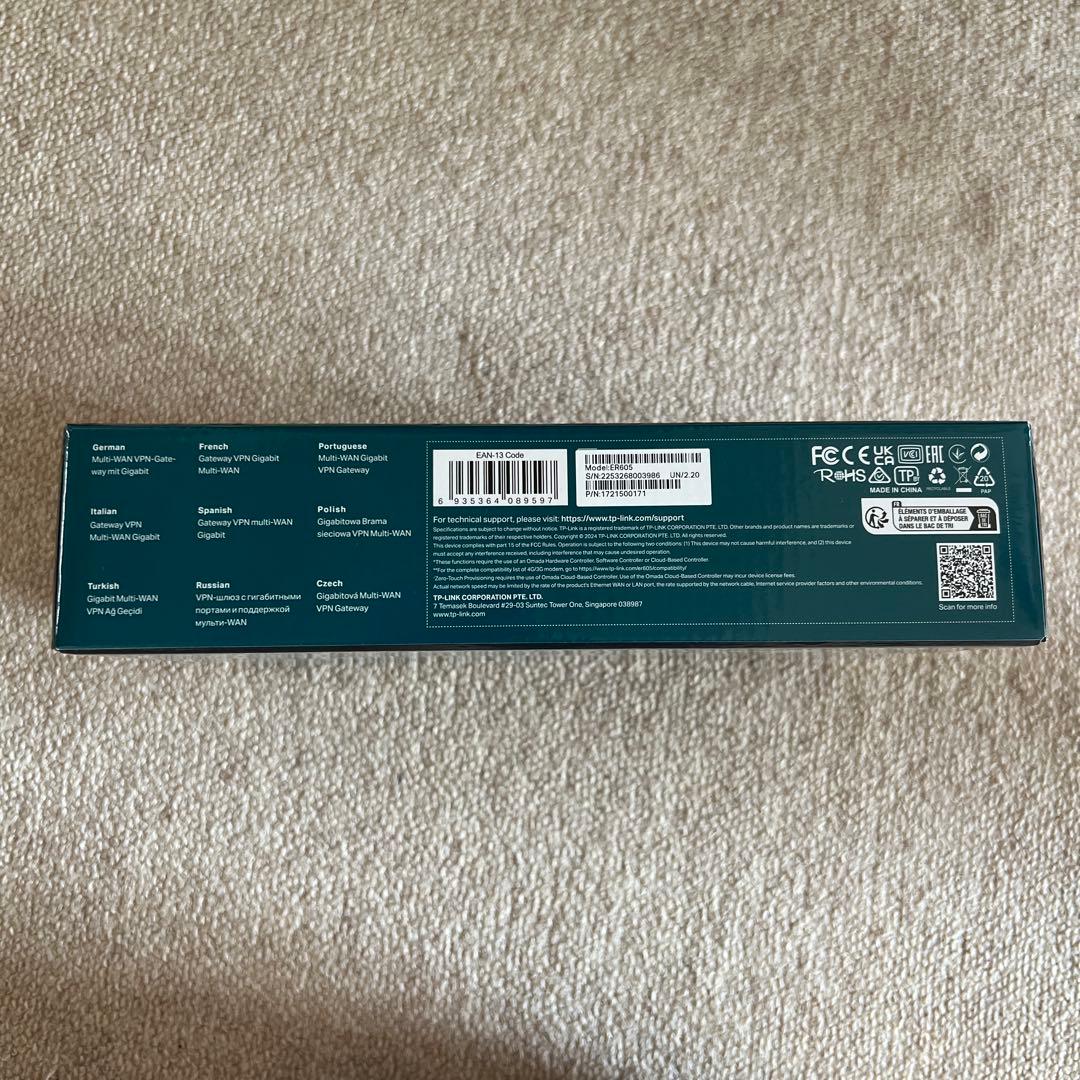 German
Multi-WAN VPN-Gate-
way mit Gigabit
French
Gateway VPN Gigabit
Multi-WAN
Portuguese
Multi-WAN Gigabit
VPN Gateway
Italian
Gateway VPN
Multi-WAN Gigabit
Spanish
Gateway VPN multi-WAN
Gigabit
Polish
Gigabitowa Brama
sieciowa VPN Multi-WAN
Turkish
Gigabit Multi-WAN
VPN Ağ Geçidi
Russian
VPN-шлюз с гигабитными
портами и поддержкой
мульти-WAN
Czech
Gigabitová Multi-WAN
VPN Gateway
EAN-13 Code
6 935364 089597
Model:ER605
S/N:2253268003986 UN/2.20
P/N:1721500171
For technical support, please visit: https://www.tp-link.com/support
Specifications are subject to change without notice. TP-Link is a registered trademark of TP-LINK CORPORATION PTE. LTD. Other brands and product names are trademarks or
registered trademarks of their respective holders. Copyright © 2024 TP-LINK CORPORATION PTE. LTD. All rights reserved.
This device complies with part 15 of the FCC Rules. Operation is subject to the following two conditions: (1) This device may not cause harmful interference, and (2) this device
must accept any interference received, including interference that may cause undesired operation.
*These functions require the use of Omada Hardware Controller, Software Controller or Cloud-Based Controller.
**For the complete compatibility list of 4G/3G modem, go to https://www.tp-link.com/er605/compatibility/
Zero-Touch Provisioning requires the use of Omada Cloud-Based Controller. Use of the Omada Cloud-Based Controller may incur device license fees.
Actual network speed may be limited by the rate of the product's Ethernet WAN or LAN port, the rate supported by the network cable, Internet service provider factors and other environmental conditions.
TP-LINK CORPORATION PTE. LTD.
7 Temasek Boulevard #29-03 Suntec Tower One, Singapore 038987
www.tp-link.com
FC CE UK CA VCCI EAC
RoHS TP
MADE IN CHINA
RECYCLABLE
20
PAP
FR
ÉLÉMENTS D'EMBALLAGE
À SÉPARER ET À DÉPOSER
DANS LE BAC DE TRI
BAC DE TRI
Scan for more info